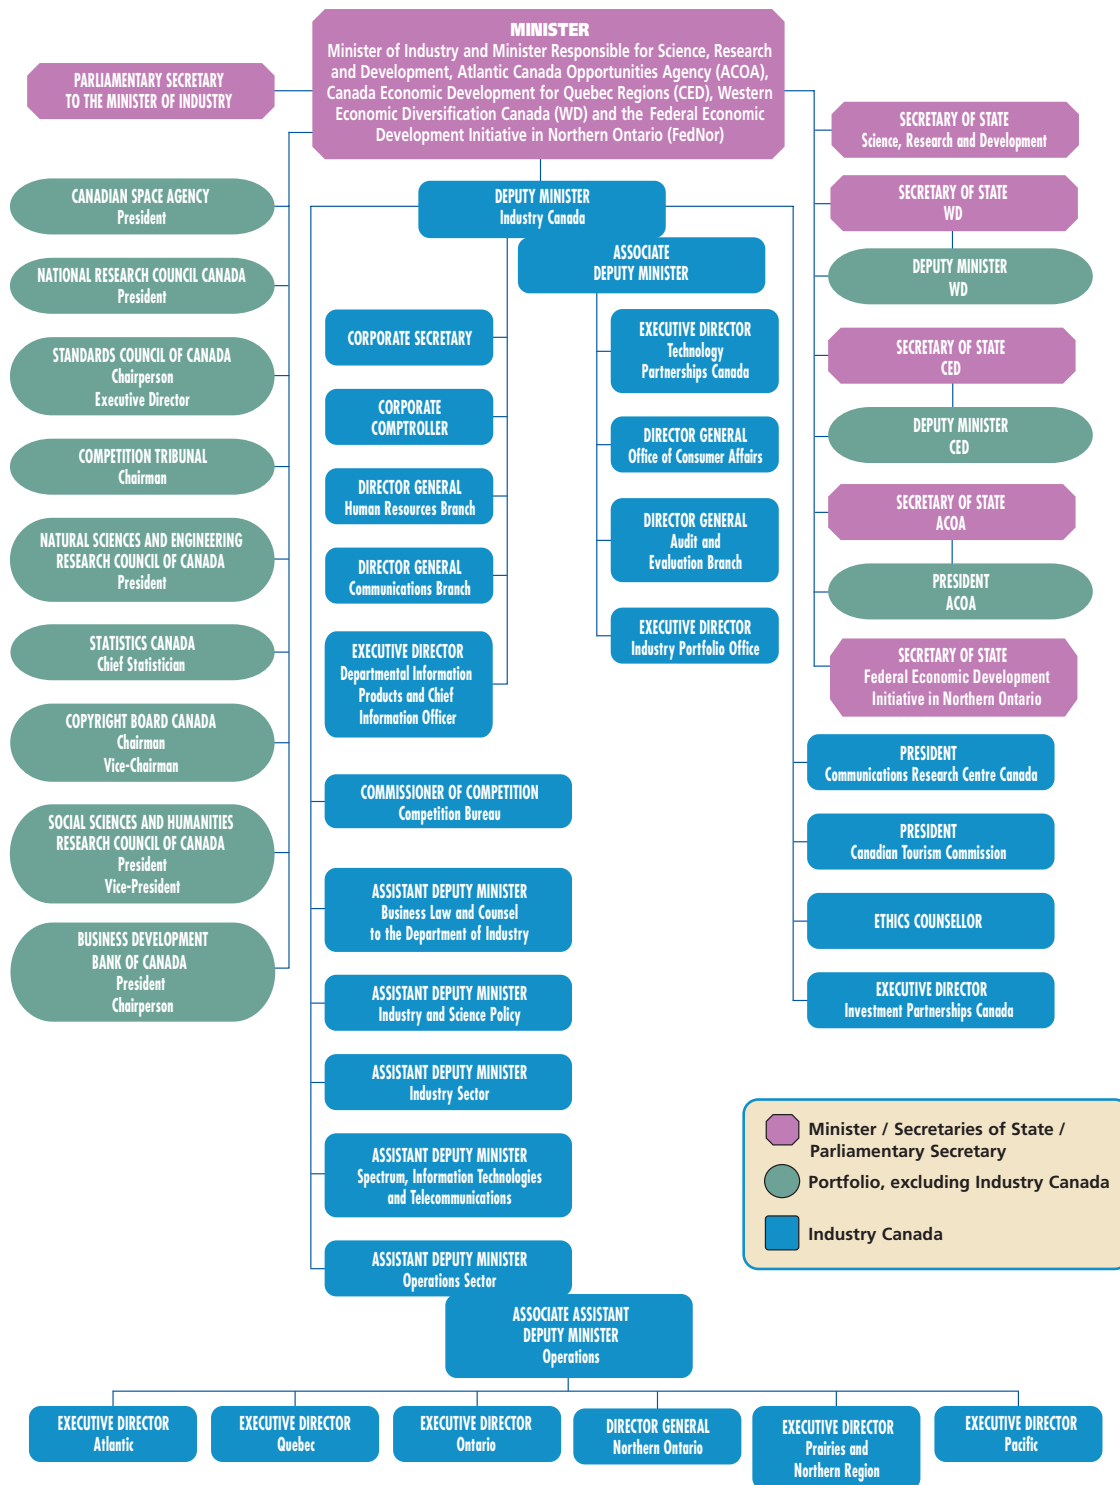 MINISTER
Minister of Industry and Minister Responsible for Science, Research
and Development, Atlantic Canada Opportunities Agency (ACOA),
Canada Economic Development for Quebec Regions (CED), Western
Economic Diversification Canada (WD) and the Federal Economic
Development Initiative in Northern Ontario (FedNor)
PARLIAMENTARY SECRETARY
TO THE MINISTER OF INDUSTRY
CANADIAN SPACE AGENCY
President
NATIONAL RESEARCH COUNCIL CANADA
President
STANDARDS COUNCIL OF CANADA
Chairperson
Executive Director
COMPETITION TRIBUNAL
Chairman
NATURAL SCIENCES AND ENGINEERING
RESEARCH COUNCIL OF CANADA
President
STATISTICS CANADA
Chief Statistician
COPYRIGHT BOARD CANADA
Chairman
Vice-Chairman
SOCIAL SCIENCES AND HUMANITIES
RESEARCH COUNCIL OF CANADA
President
Vice-President
BUSINESS DEVELOPMENT
BANK OF CANADA
President
Chairperson
DEPUTY MINISTER
Industry Canada
ASSOCIATE
DEPUTY MINISTER
CORPORATE SECRETARY
CORPORATE
COMPTROLLER
DIRECTOR GENERAL
Human Resources Branch
DIRECTOR GENERAL
Communications Branch
EXECUTIVE DIRECTOR
Departmental Information
Products and Chief
Information Officer
EXECUTIVE DIRECTOR
Technology
Partnerships Canada
DIRECTOR GENERAL
Office of Consumer Affairs
DIRECTOR GENERAL
Audit and
Evaluation Branch
EXECUTIVE DIRECTOR
Industry Portfolio Office
COMMISSIONER OF COMPETITION
Competition Bureau
ASSISTANT DEPUTY MINISTER
Business Law and Counsel
to the Department of Industry
ASSISTANT DEPUTY MINISTER
Industry and Science Policy
ASSISTANT DEPUTY MINISTER
Industry Sector
ASSISTANT DEPUTY MINISTER
Spectrum, Information Technologies
and Telecommunications
ASSISTANT DEPUTY MINISTER
Operations Sector
ASSOCIATE ASSISTANT
DEPUTY MINISTER
Operations
SECRETARY OF STATE
Science, Research and Development
SECRETARY OF STATE
WD
DEPUTY MINISTER
WD
SECRETARY OF STATE
CED
DEPUTY MINISTER
CED
SECRETARY OF STATE
ACOA
PRESIDENT
ACOA
SECRETARY OF STATE
Federal Economic Development
Initiative in Northern Ontario
PRESIDENT
Communications Research Centre Canada
PRESIDENT
Canadian Tourism Commission
ETHICS COUNSELLOR
EXECUTIVE DIRECTOR
Investment Partnerships Canada
Minister / Secretaries of State /
Parliamentary Secretary
Portfolio, excluding Industry Canada
Industry Canada
EXECUTIVE DIRECTOR
Atlantic
EXECUTIVE DIRECTOR
Quebec
EXECUTIVE DIRECTOR
Ontario
DIRECTOR GENERAL
Northern Ontario
EXECUTIVE DIRECTOR
Prairies and
Northern Region
EXECUTIVE DIRECTOR
Pacific